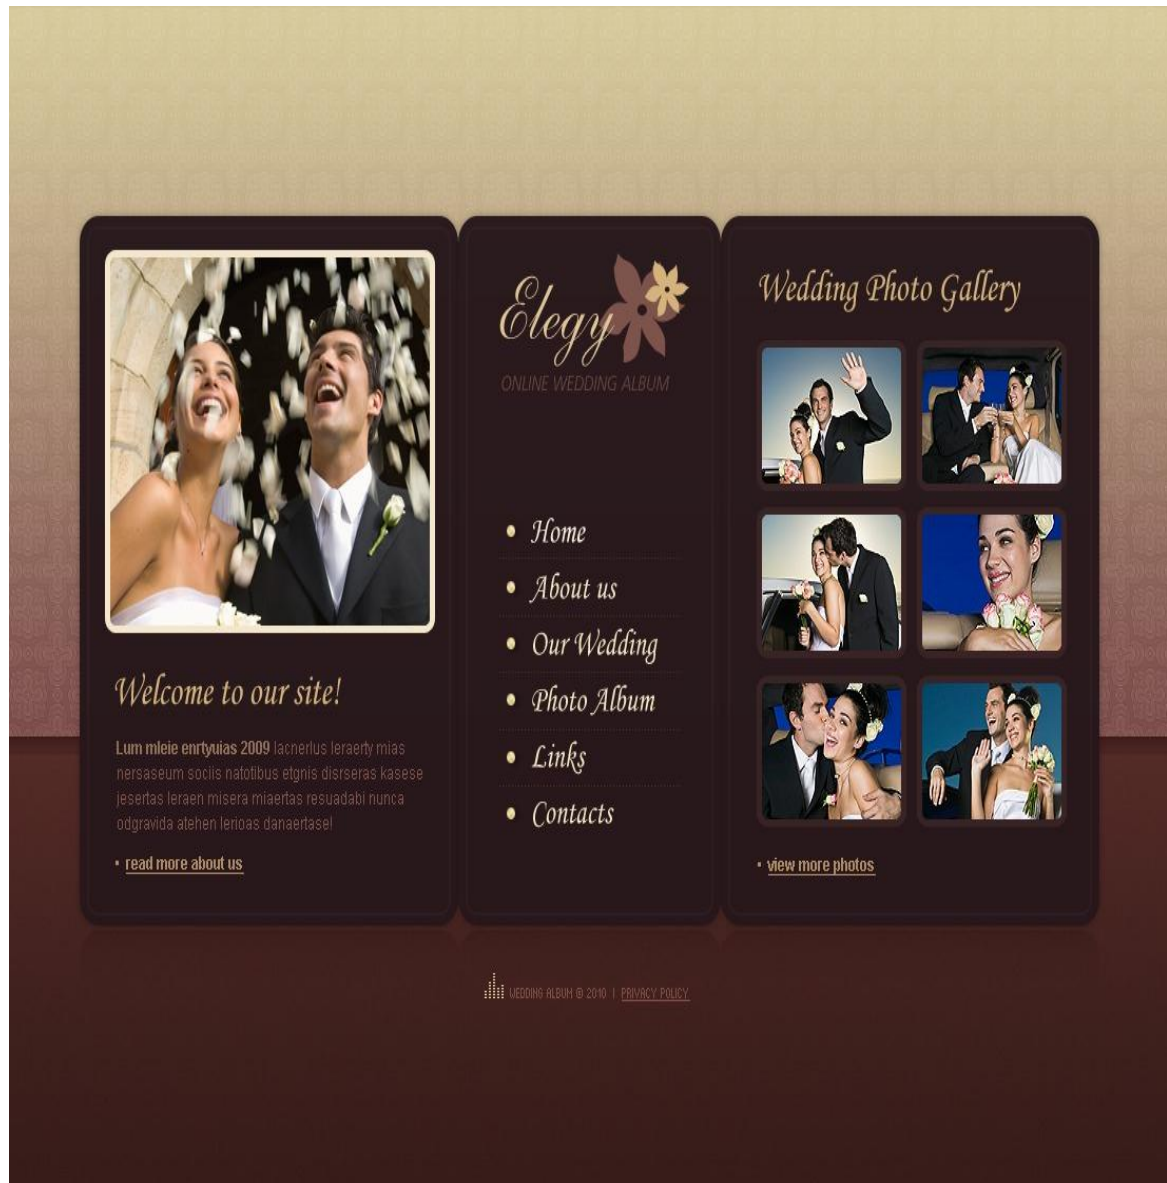 Elegy
ONLINE WEDDING ALBUM
Wedding Photo Gallery
Home
About us
Our Wedding
Photo Album
Links
Contacts
Welcome to our site!
Lum mleie enrtyuias 2009 lacnerlus leraerty mias
nersaseum sociis natotibus etgnis disrseras kasese
jesertas leraen misera miaertas resuadabi nunca
odgravida atehen lerioas danaertase!
read more about us
view more photos
WEDDING ALBUM © 2010 | PRIVACY POLICY